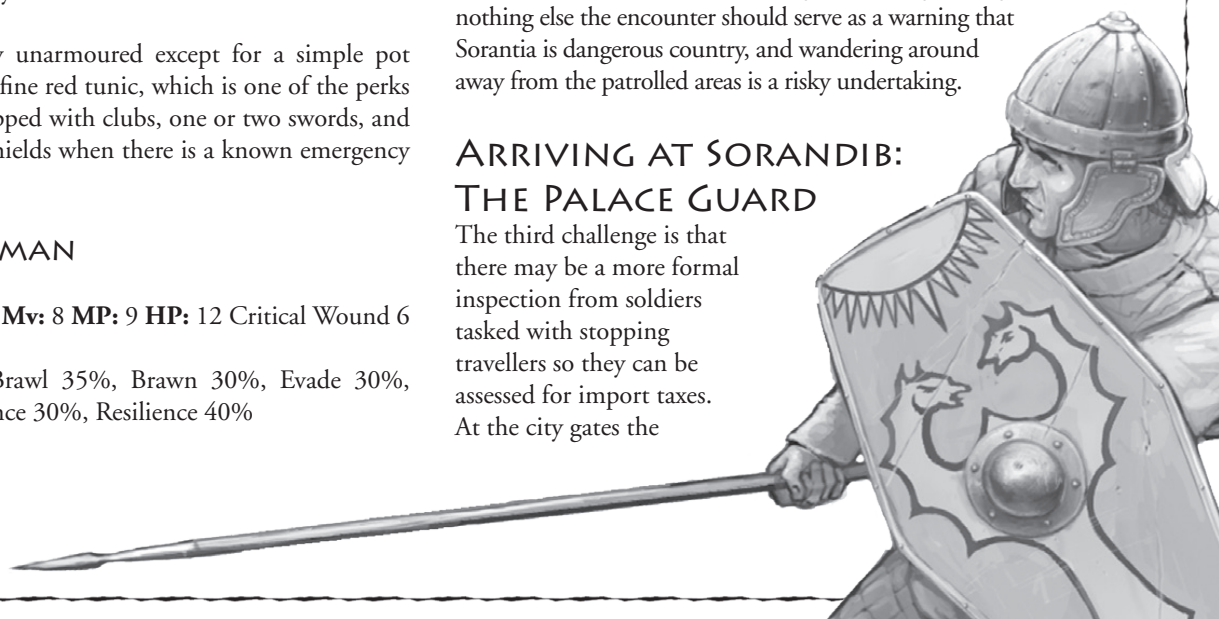 unarmoured except for a simple pot
fine red tunic, which is one of the perks
with clubs, one or two swords, and
when there is a known emergency
Mv: 8 MP: 9 HP: 12 Critical Wound 6
Brawl 35%, Brawn 30%, Evade 30%,
30%, Resilience 40%
nothing else the encounter should serve as a warning that
Sorantia is dangerous country, and wandering around
away from the patrolled areas is a risky undertaking.
Arriving at Sorandib:
The Palace Guard
The third challenge is that
there may be a more formal
inspection from soldiers
tasked with stopping
travellers so they can be
assessed for import taxes.
At the city gates the